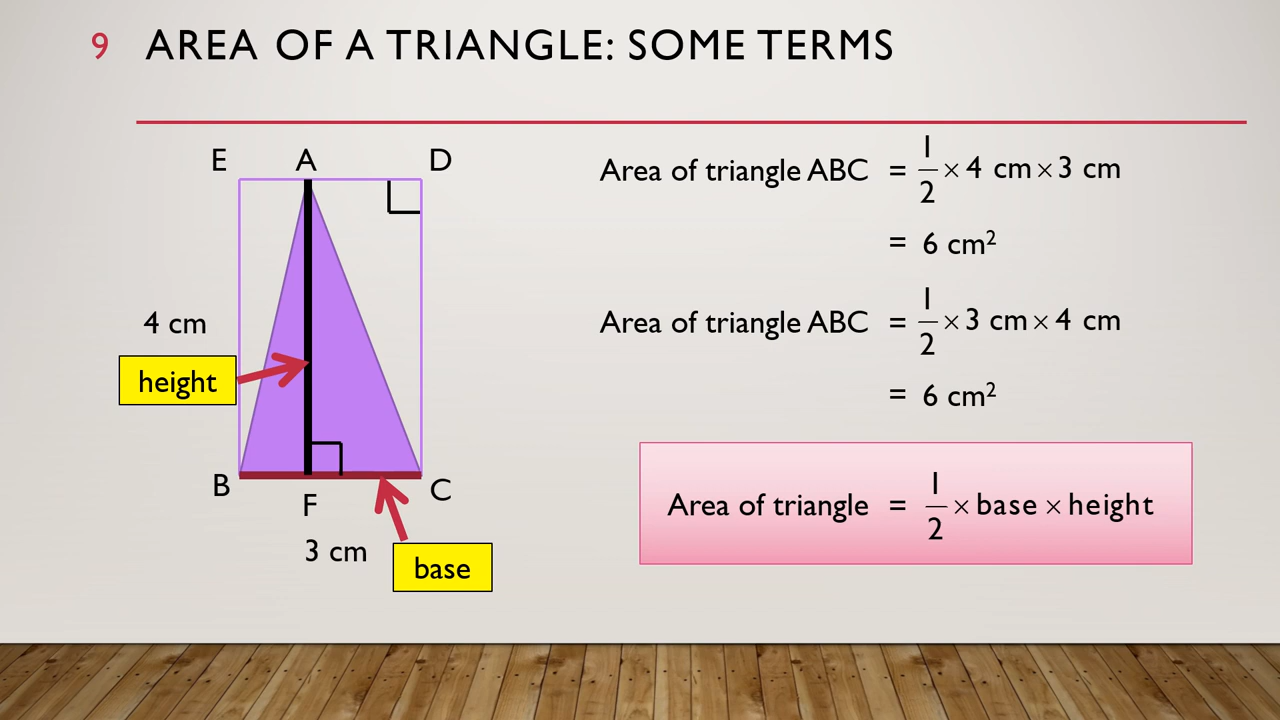 9 AREA OF A TRIANGLE: SOME TERMS
E A D
4 cm
height
B F C
3 cm
base
Area of triangle ABC = 1/2 × 4 cm × 3 cm
= 6 cm²
Area of triangle ABC = 1/2 × 3 cm × 4 cm
= 6 cm²
Area of triangle = 1/2 × base × height